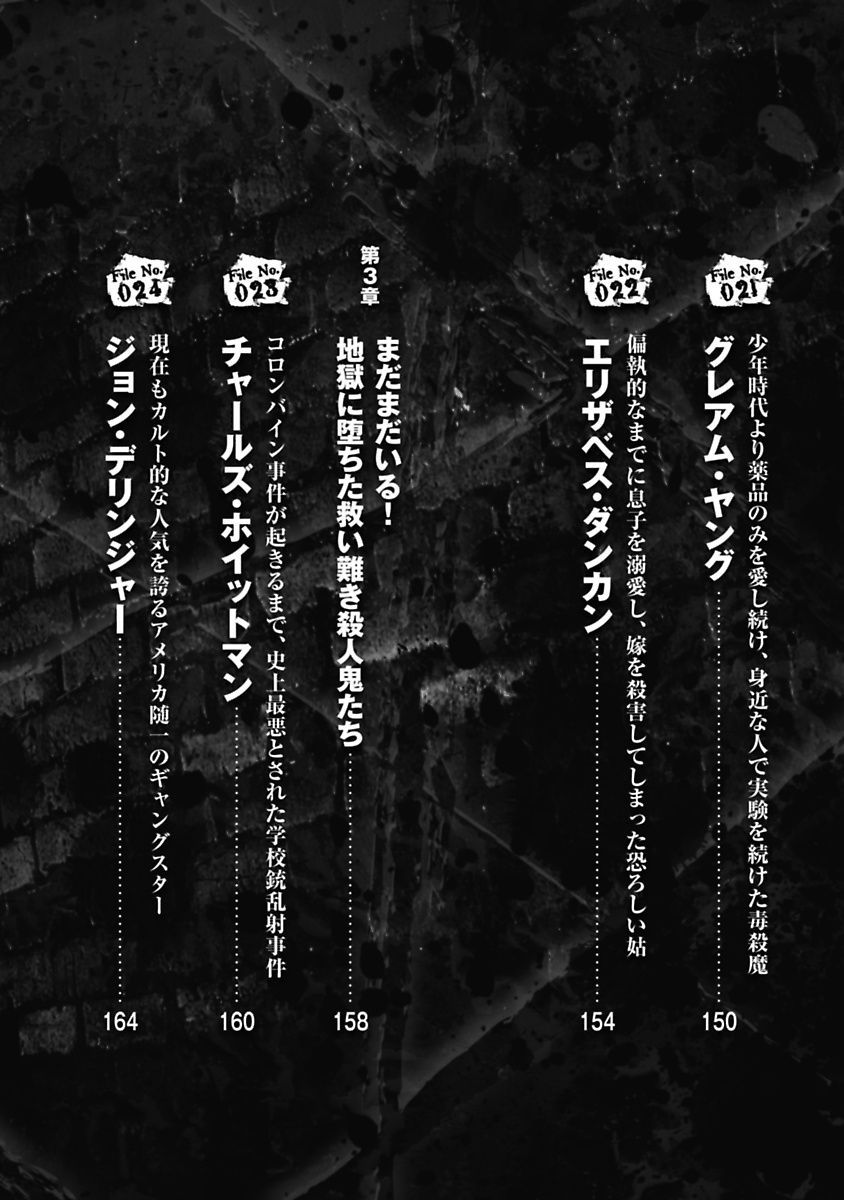 File No.
021
少年時代より薬品のみを愛し続け、身近な人で実験を続けた毒殺魔
グレアム・ヤング…………………………150
File No.
022
偏執的なまでに息子を溺愛し、嫁を殺害してしまった恐ろしい姑
エリザベス・ダンカン…………………………154
第3章
まだまだいる！
地獄に堕ちた救い難き殺人鬼たち…………………………158
File No.
023
コロンバイン事件が起きるまで、史上最悪とされた学校銃乱射事件
チャールズ・ホイットマン…………………………160
File No.
024
現在もカルト的な人気を誇るアメリカ随一のギャングスター
ジョン・デリンジャー…………………………164